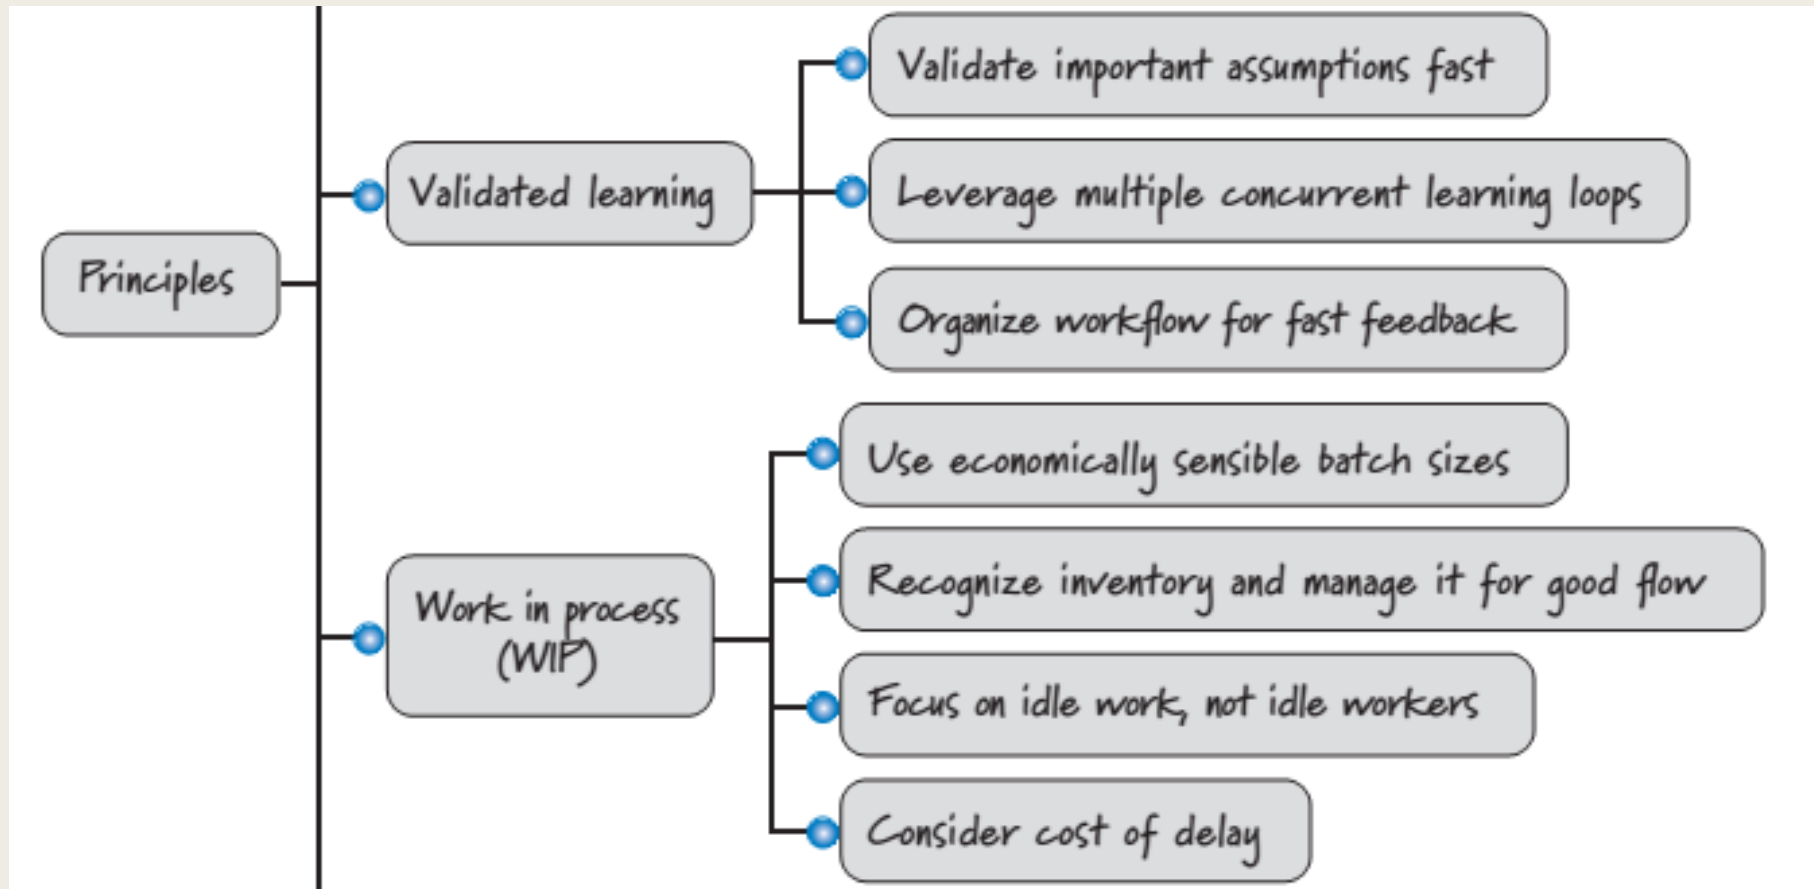 Principles
Validated learning
Validate important assumptions fast
Leverage multiple concurrent learning loops
Organize workflow for fast feedback
Work in process
(WIP)
Use economically sensible batch sizes
Recognize inventory and manage it for good flow
Focus on idle work, not idle workers
Consider cost of delay